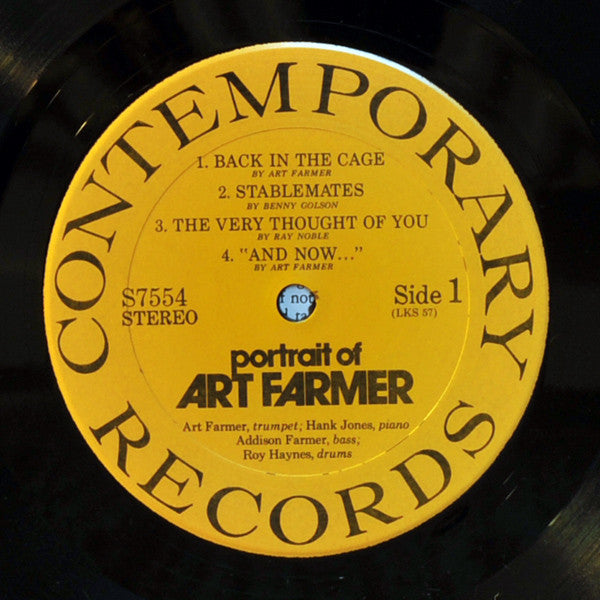 CONTEMPORARY
1. BACK IN THE CAGE
BY ART FARMER
2. STABLEMATES
BY BENNY GOLSON
3. THE VERY THOUGHT OF YOU
BY RAY NOBLE
4. "AND NOW..."
BY ART FARMER
S7554
STEREO
Side 1
(LKS 57)
portrait of
ART FARMER
Art Farmer, trumpet; Hank Jones, piano
Addison Farmer, bass;
Roy Haynes, drums
RECORDS